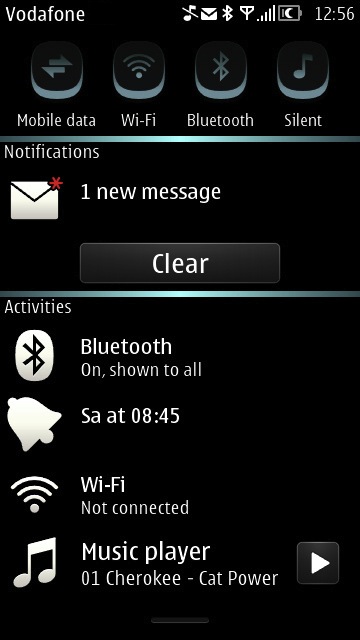 Vodafone 12:56
Mobile data Wi-Fi Bluetooth Silent
Notifications
1 new message
Clear
Activities
Bluetooth
On, shown to all
Sa at 08:45
Wi-Fi
Not connected
Music player
01 Cherokee - Cat Power